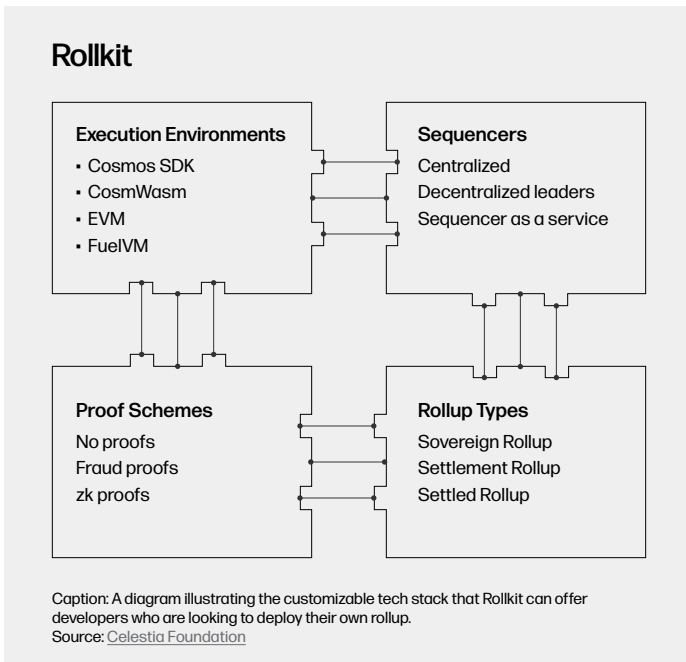 Rollkit
Execution Environments
▪ Cosmos SDK
▪ CosmWasm
▪ EVM
▪ FuelVM
Sequencers
Centralized
Decentralized leaders
Sequencer as a service
Proof Schemes
No proofs
Fraud proofs
zk proofs
Rollup Types
Sovereign Rollup
Settlement Rollup
Settled Rollup
Caption: A diagram illustrating the customizable tech stack that Rollkit can offer
developers who are looking to deploy their own rollup.
Source: Celestia Foundation